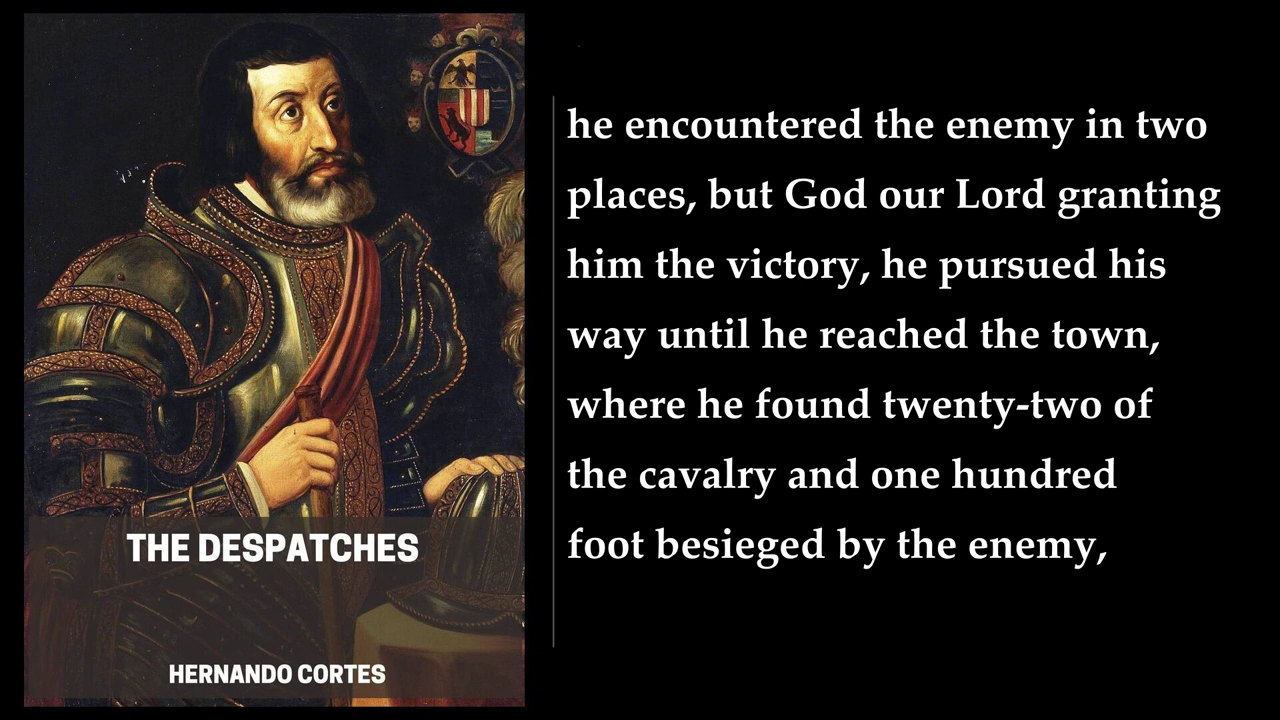 THE DESPATCHES
HERNANDO CORTES
he encountered the enemy in two
places, but God our Lord granting
him the victory, he pursued his
way until he reached the town,
where he found twenty-two of
the cavalry and one hundred
foot besieged by the enemy,